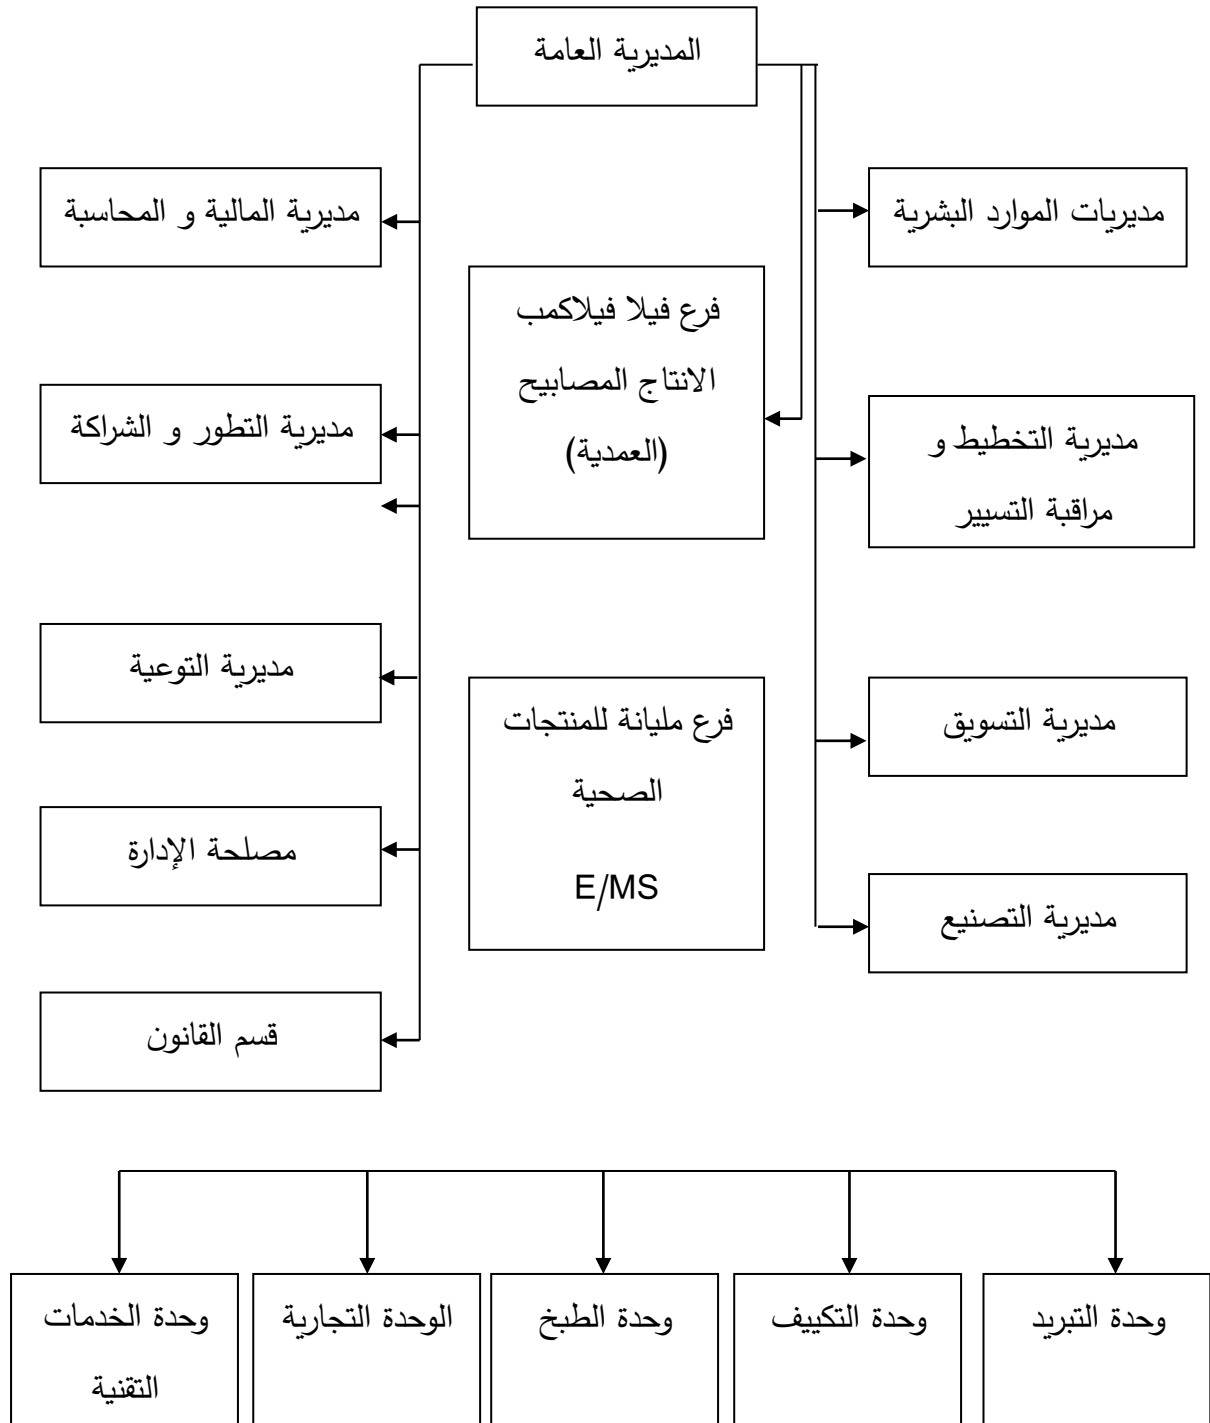 المديرية العامة
مديريات الموارد البشرية
مديرية المالية و المحاسبة
فرع فيلا فيلاكمب
الانتاج المصابيح
(العمدية)
مديرية التخطيط و
مراقبة التسيير
مديرية التطور و الشراكة
مديرية التوعية
فرع مليانة للمنتجات
الصحية
E/MS
مديرية التسويق
مصلحة الإدارة
مديرية التصنيع
قسم القانون
وحدة التبريد
وحدة التكييف
وحدة الطبخ
الوحدة التجارية
وحدة الخدمات
التقنية